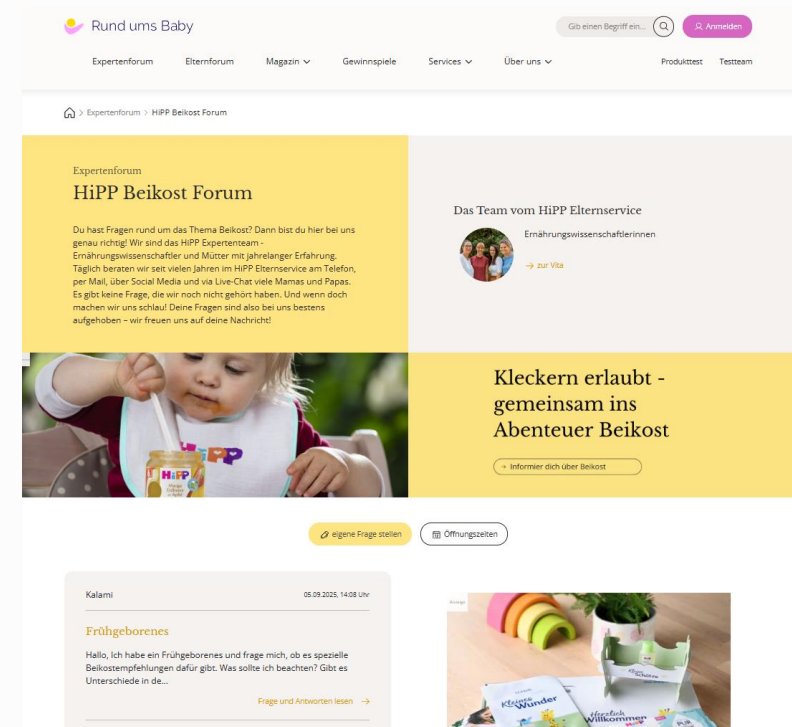 Rund ums Baby
Gib einen Begriff ein...
Anmelden
Expertenforum
Elternforum
Magazin
Gewinnspiele
Services
Über uns
Produkttest
Testteam
> Expertenforum > HiPP Beikost Forum
Expertenforum
HiPP Beikost Forum
Du hast Fragen rund um das Thema Beikost? Dann bist du hier bei uns
genau richtig! Wir sind das HiPP Expertenteam -
Ernährungswissenschaftler und Mütter mit jahrelanger Erfahrung.
Täglich beraten wir seit vielen Jahren im HiPP Elternservice am Telefon,
per Mail, über Social Media und via Live-Chat viele Mamas und Papas.
Es gibt keine Frage, die wir noch nicht gehört haben. Und wenn doch
machen wir uns schlau! Deine Fragen sind also bei uns bestens
aufgehoben – wir freuen uns auf deine Nachricht!
Das Team vom HiPP Elternservice
Ernährungswissenschaftlerinnen
→ zur Vita
HiPP
HiPP
Kleckern erlaubt -
gemeinsam ins
Abenteuer Beikost
+ Informier dich über Beikost
eigene Frage stellen
Öffnungszeiten
Kalami
05.09.2025, 14:08 Uhr
Frühgeborenes
Hallo, Ich habe ein Frühgeborenes und frage mich, ob es spezielle
Beikostempfehlungen dafür gibt. Was sollte ich beachten? Gibt es
Unterschiede in de...
Frage und Antworten lesen →
Anzeige
Kleines Wunder
Herzlich
Willkommen